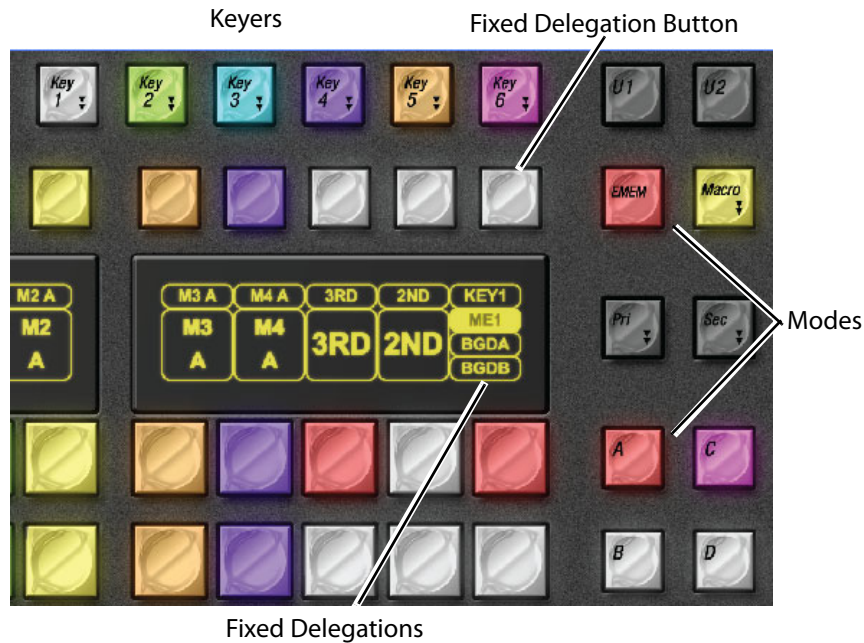 Keyers
Fixed Delegation Button
Key 1
Key 2
Key 3
Key 4
Key 5
Key 6
U1
U2
EMEM
Macro
M2 A
M3 A
M4 A
3RD
2ND
KEY1
M2
A
M3
A
M4
A
3RD
2ND
ME1
BGDA
BGDB
Pri
Sec
Modes
A
C
B
D
Fixed Delegations